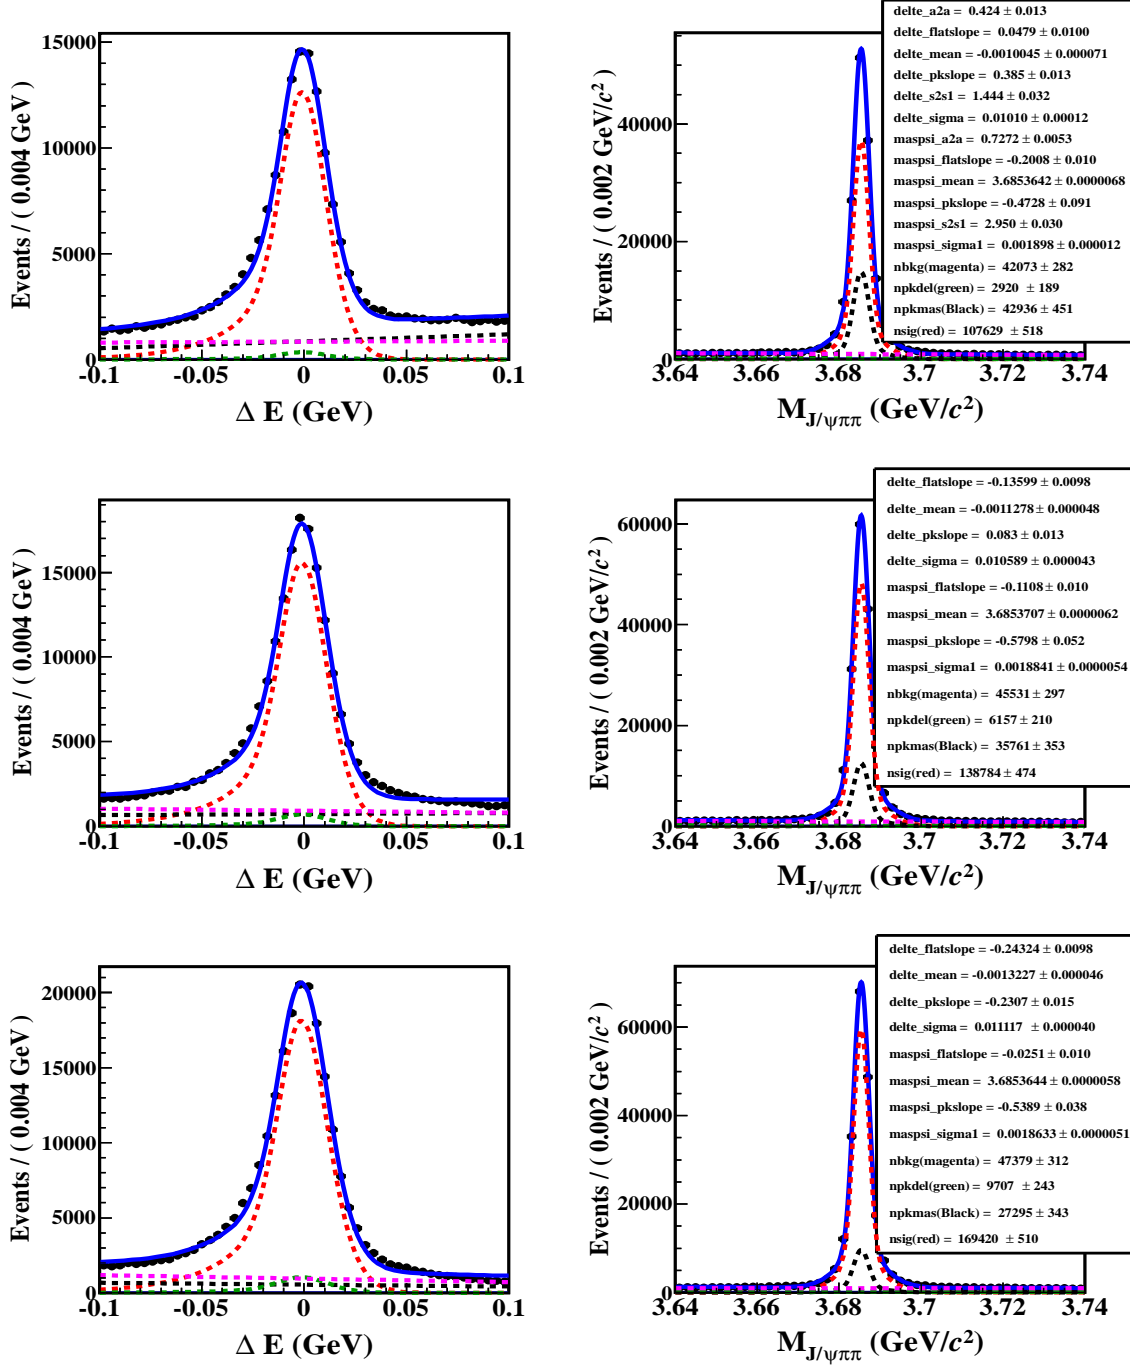 Events / ( 0.004 GeV )
15000
10000
5000
0
-0.1
-0.05
0
0.05
0.1
Δ E (GeV)
Events / ( 0.002 GeV/c² )
40000
20000
0
3.64
3.66
3.68
3.7
3.72
3.74
M_J/ψππ (GeV/c²)
delte_a2a = 0.424 ± 0.013
delte_flatslope = 0.0479 ± 0.0100
delte_mean = -0.0010045 ± 0.000071
delte_pkslope = 0.385 ± 0.013
delte_s2s1 = 1.444 ± 0.032
delte_sigma = 0.01010 ± 0.00012
maspsi_a2a = 0.7272 ± 0.0053
maspsi_flatslope = -0.2008 ± 0.010
maspsi_mean = 3.6853642 ± 0.0000068
maspsi_pkslope = -0.4728 ± 0.091
maspsi_s2s1 = 2.950 ± 0.030
maspsi_sigma1 = 0.001898 ± 0.000012
nbkg(magenta) = 42073 ± 282
npkdel(green) = 2920 ± 189
npkmas(Black) = 42936 ± 451
nsig(red) = 107629 ± 518
Events / ( 0.004 GeV )
15000
10000
5000
0
-0.1
-0.05
0
0.05
0.1
Δ E (GeV)
Events / ( 0.002 GeV/c² )
60000
40000
20000
0
3.64
3.66
3.68
3.7
3.72
3.74
M_J/ψππ (GeV/c²)
delte_flatslope = -0.13599 ± 0.0098
delte_mean = -0.0011278 ± 0.000048
delte_pkslope = 0.083 ± 0.013
delte_sigma = 0.010589 ± 0.000043
maspsi_flatslope = -0.1108 ± 0.010
maspsi_mean = 3.6853707 ± 0.0000062
maspsi_pkslope = -0.5798 ± 0.052
maspsi_sigma1 = 0.0018841 ± 0.0000054
nbkg(magenta) = 45531 ± 297
npkdel(green) = 6157 ± 210
npkmas(Black) = 35761 ± 353
nsig(red) = 138784 ± 474
Events / ( 0.004 GeV )
20000
15000
10000
5000
0
-0.1
-0.05
0
0.05
0.1
Δ E (GeV)
Events / ( 0.002 GeV/c² )
60000
40000
20000
0
3.64
3.66
3.68
3.7
3.72
3.74
M_J/ψππ (GeV/c²)
delte_flatslope = -0.24324 ± 0.0098
delte_mean = -0.0013227 ± 0.000046
delte_pkslope = -0.2307 ± 0.015
delte_sigma = 0.011117 ± 0.000040
maspsi_flatslope = -0.0251 ± 0.010
maspsi_mean = 3.6853644 ± 0.0000058
maspsi_pkslope = -0.5389 ± 0.038
maspsi_sigma1 = 0.0018633 ± 0.0000051
nbkg(magenta) = 47379 ± 312
npkdel(green) = 9707 ± 243
npkmas(Black) = 27295 ± 343
nsig(red) = 169420 ± 510